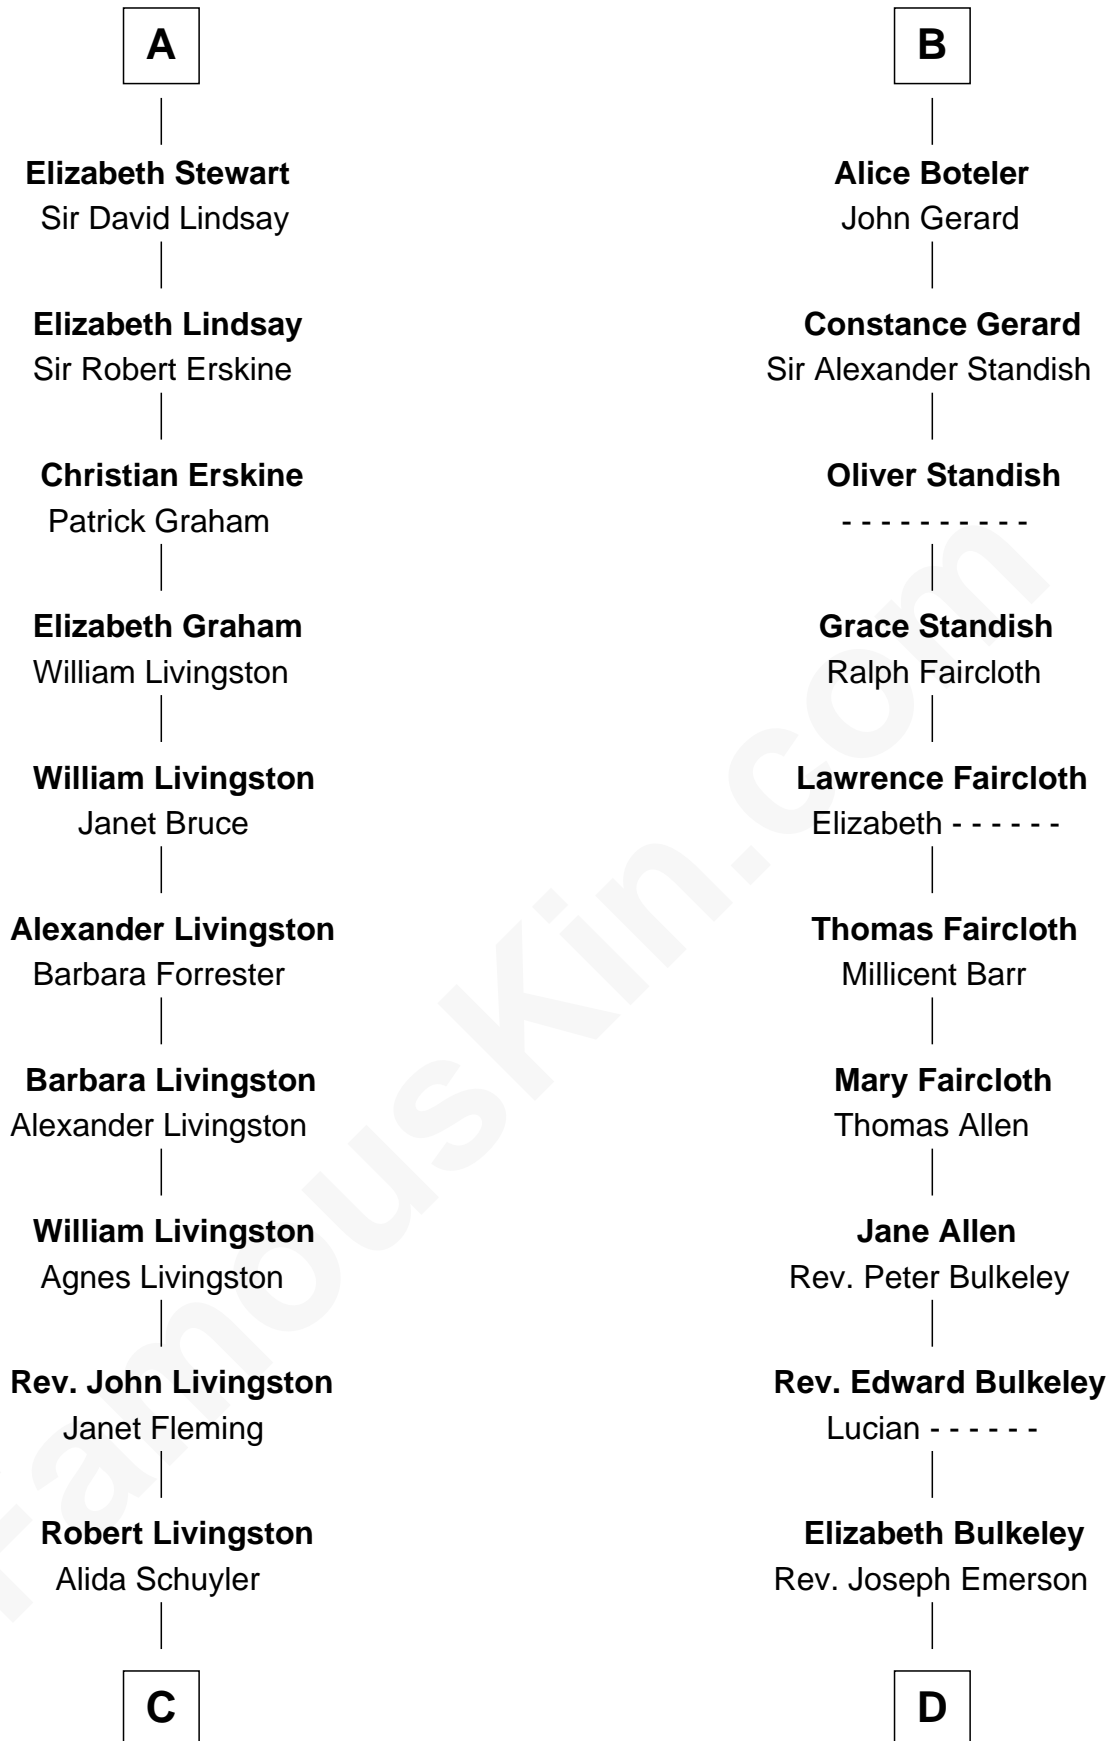 A
Elizabeth Stewart
Sir David Lindsay
Elizabeth Lindsay
Sir Robert Erskine
Christian Erskine
Patrick Graham
Elizabeth Graham
William Livingston
William Livingston
Janet Bruce
Alexander Livingston
Barbara Forrester
Barbara Livingston
Alexander Livingston
William Livingston
Agnes Livingston
Rev. John Livingston
Janet Fleming
Robert Livingston
Alida Schuyler
C
B
Alice Boteler
John Gerard
Constance Gerard
Sir Alexander Standish
Oliver Standish
- - - - - - - - - -
Grace Standish
Ralph Faircloth
Lawrence Faircloth
Elizabeth - - - - - -
Thomas Faircloth
Millicent Barr
Mary Faircloth
Thomas Allen
Jane Allen
Rev. Peter Bulkeley
Rev. Edward Bulkeley
Lucian - - - - - -
Elizabeth Bulkeley
Rev. Joseph Emerson
D
FamousKin.com